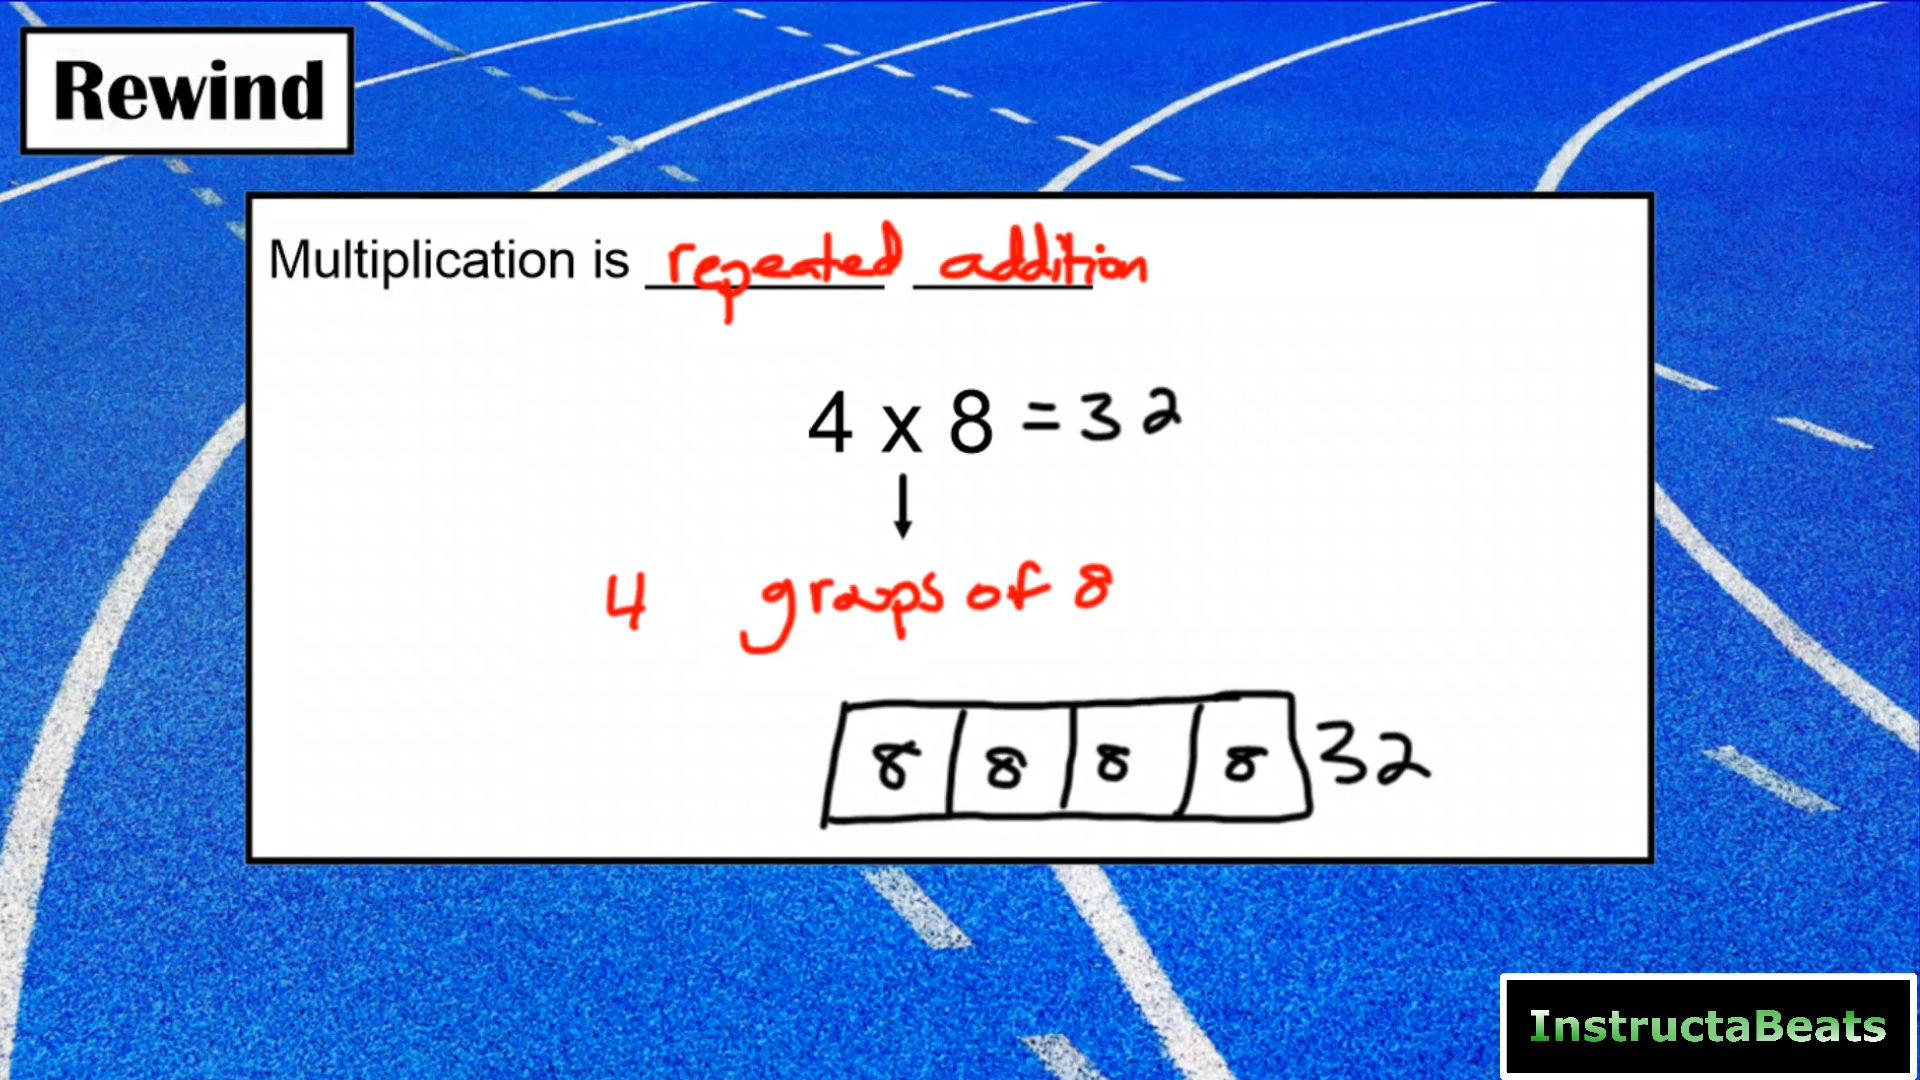 Rewind
Multiplication is repeated addition
4 x 8 = 32
4 groups of 8
8 8 8 8 32
InstructaBeats